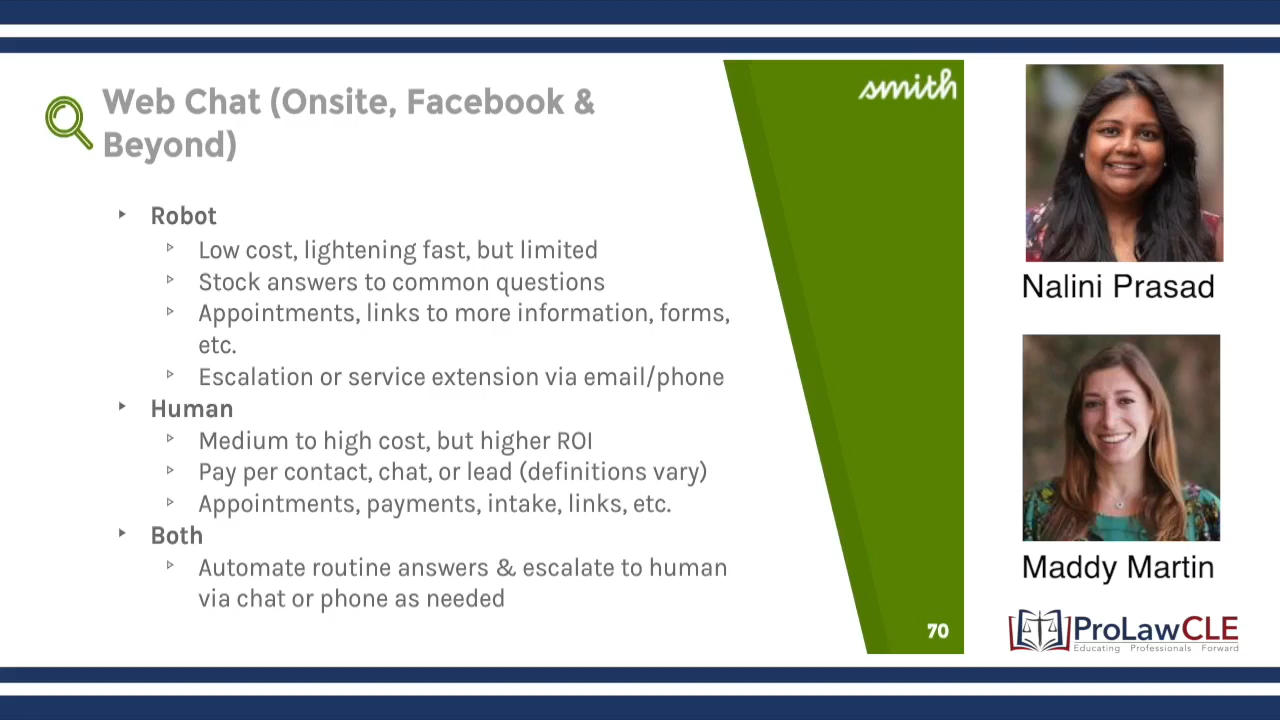 Web Chat (Onsite, Facebook &
Beyond)
‣ Robot
▹ Low cost, lightening fast, but limited
▹ Stock answers to common questions
▹ Appointments, links to more information, forms,
etc.
▹ Escalation or service extension via email/phone
‣ Human
▹ Medium to high cost, but higher ROI
▹ Pay per contact, chat, or lead (definitions vary)
▹ Appointments, payments, intake, links, etc.
‣ Both
▹ Automate routine answers & escalate to human
via chat or phone as needed
smith
70
Nalini Prasad
Maddy Martin
ProLawCLE
Educating Professionals Forward